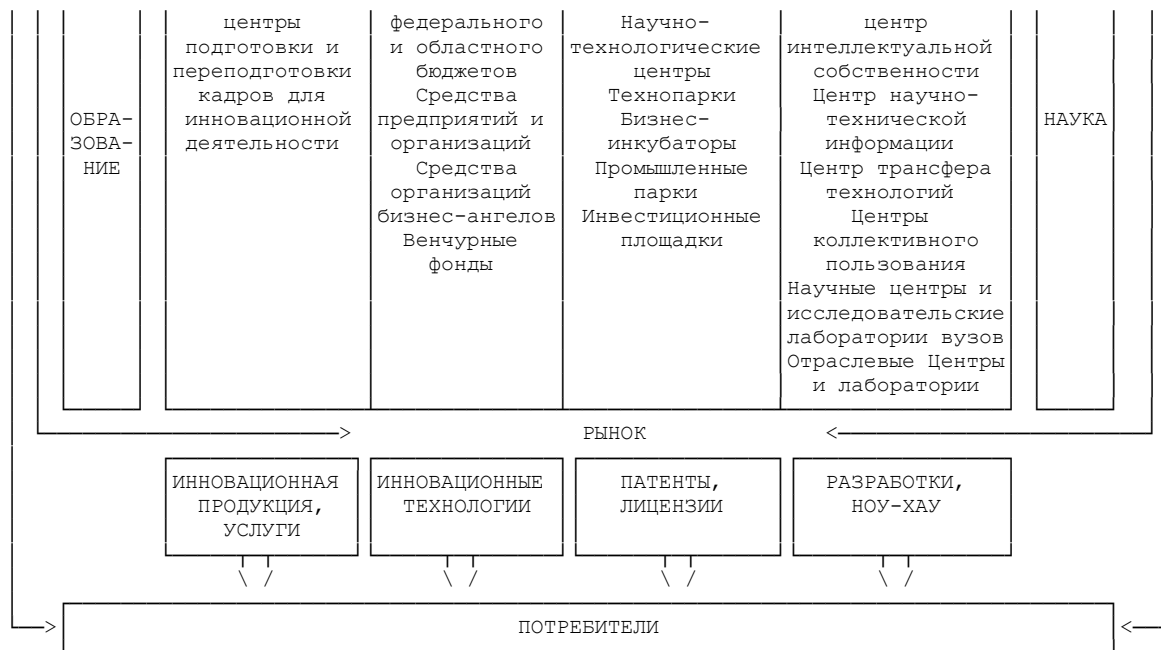 центры
подготовки и
переподготовки
кадров для
инновационной
деятельности
федерального
и областного
бюджетов
Средства
предприятий и
организаций
Средства
организаций
бизнес-ангелов
Венчурные
фонды
Научно-
технологические
центры
Технопарки
Бизнес-
инкубаторы
Промышленные
парки
Инвестиционные
площадки
центр
интеллектуальной
собственности
Центр научно-
технической
информации
Центр трансфера
технологий
Центры
коллективного
пользования
Научные центры и
исследовательские
лаборатории вузов
Отраслевые Центры
и лаборатории
ОБРА-
ЗОВА-
НИЕ
НАУКА
РЫНОК
ИННОВАЦИОННАЯ
ПРОДУКЦИЯ,
УСЛУГИ
ИННОВАЦИОННЫЕ
ТЕХНОЛОГИИ
ПАТЕНТЫ,
ЛИЦЕНЗИИ
РАЗРАБОТКИ,
НОУ-ХАУ
ПОТРЕБИТЕЛИ